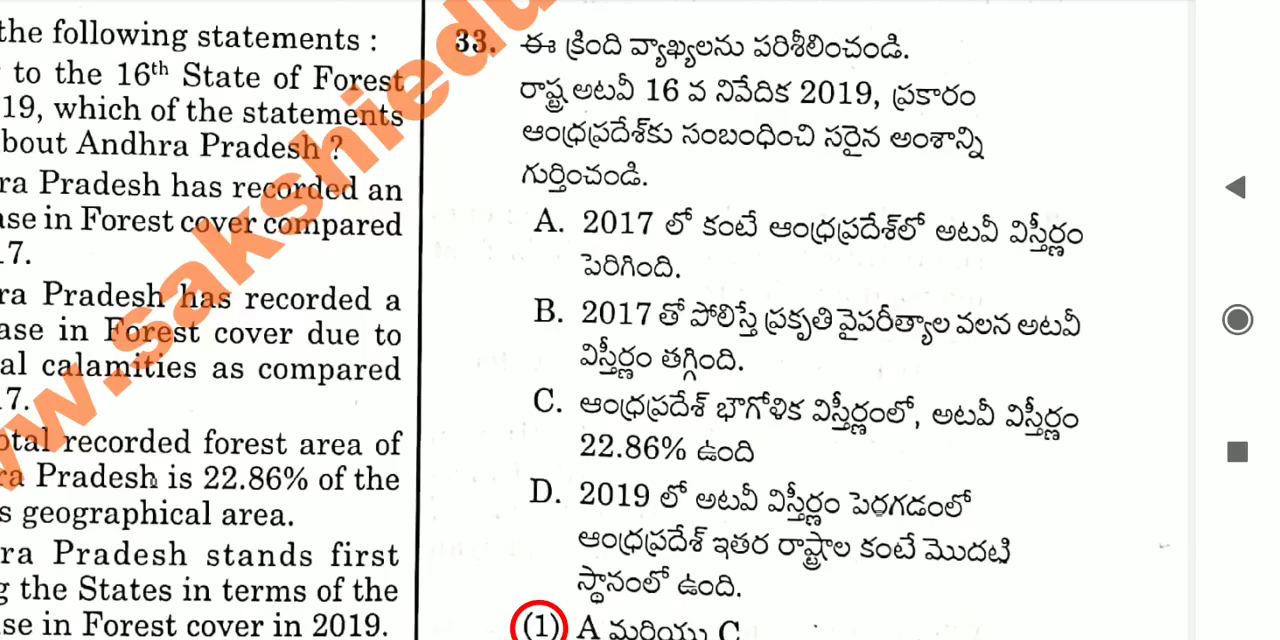 the following statements :
to the 16th State of Forest
19, which of the statements
bout Andhra Pradesh ?
ra Pradesh has recorded an
ase in Forest cover compared
17.
ra Pradesh has recorded a
ase in Forest cover due to
al calamities as compared
17.
otal recorded forest area of
ra Pradesh is 22.86% of the
s geographical area.
ra Pradesh stands first
g the States in terms of the
se in Forest cover in 2019.
www.sakshiedu
33. ఈ క్రింది వ్యాఖ్యలను పరిశీలించండి.
రాష్ట్ర అటవీ 16 వ నివేదిక 2019, ప్రకారం
ఆంధ్రప్రదేశ్‌కు సంబంధించి సరైన అంశాన్ని
గుర్తించండి.
A. 2017 లో కంటే ఆంధ్రప్రదేశ్‌లో అటవీ విస్తీర్ణం
పెరిగింది.
B. 2017 తో పోలిస్తే ప్రకృతి వైపరీత్యాల వలన అటవీ
విస్తీర్ణం తగ్గింది.
C. ఆంధ్రప్రదేశ్ భౌగోళిక విస్తీర్ణంలో, అటవీ విస్తీర్ణం
22.86% ఉంది
D. 2019 లో అటవీ విస్తీర్ణం పెరగడంలో
ఆంధ్రప్రదేశ్ ఇతర రాష్ట్రాల కంటే మొదటి
స్థానంలో ఉంది.
(1) A మరియు C